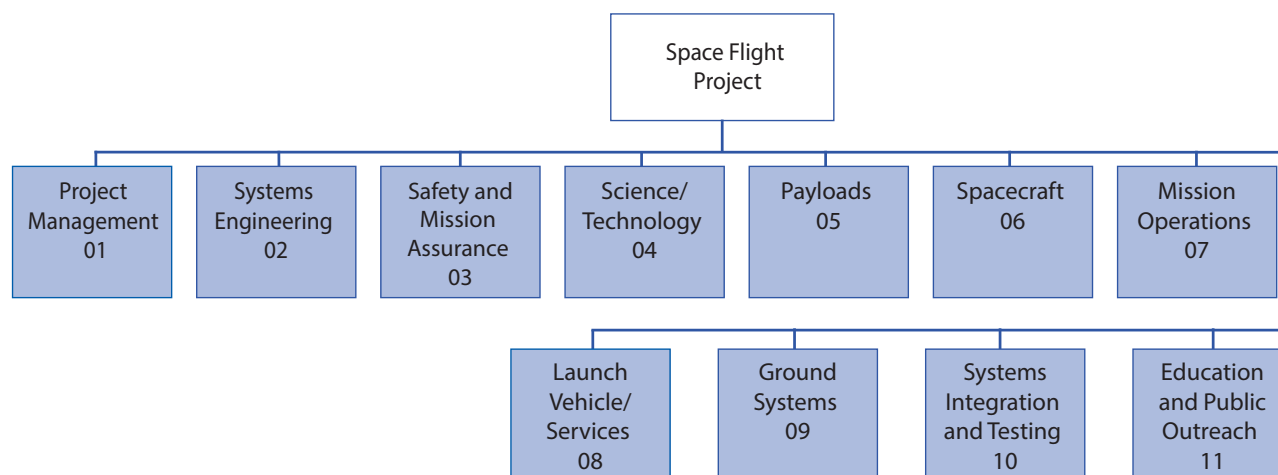 Space Flight
Project
Project
Management
01
Systems
Engineering
02
Safety and
Mission
Assurance
03
Science/
Technology
04
Payloads
05
Spacecraft
06
Mission
Operations
07
Launch
Vehicle/
Services
08
Ground
Systems
09
Systems
Integration
and Testing
10
Education
and Public
Outreach
11